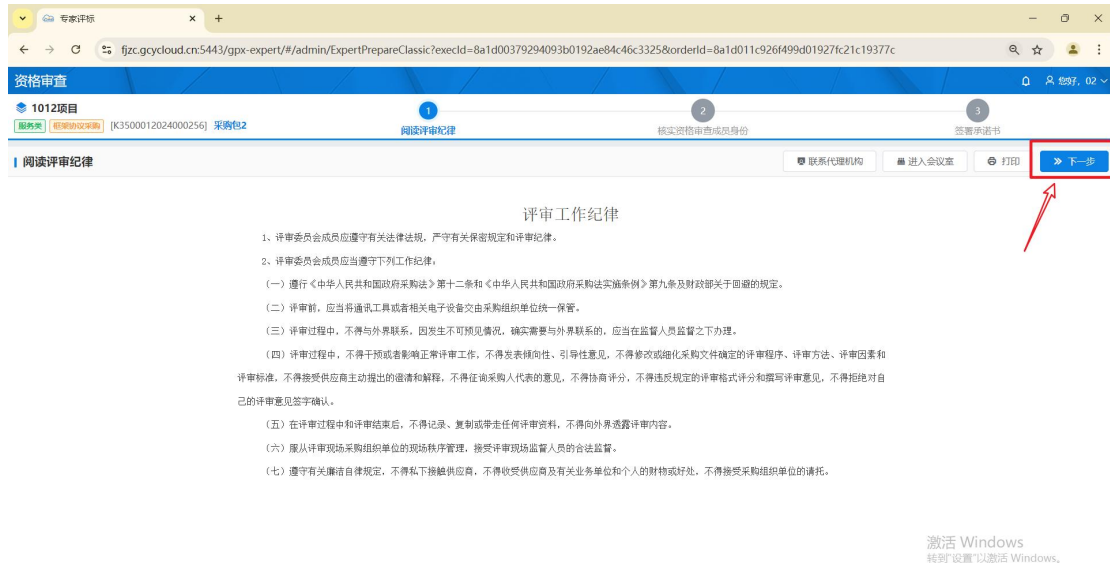 专家评标
fjzc.gcycloud.cn:5443/gpx-expert/#/admin/ExpertPrepareClassic?execId=8a1d00379294093b0192ae84c46c3325&orderId=8a1d011c926f499d01927fc21c19377c
资格审查
您好, 02
1012项目
服务类 框架协议采购 [K3500012024000256] 采购包2
1 阅读评审纪律
2 核实资格审查成员身份
3 签署承诺书
阅读评审纪律
联系代理机构 进入会议室 打印 下一步
评审工作纪律
1、评审委员会成员应遵守有关法律法规，严守有关保密规定和评审纪律。
2、评审委员会成员应当遵守下列工作纪律：
（一）遵行《中华人民共和国政府采购法》第十二条和《中华人民共和国政府采购法实施条例》第九条及财政部关于回避的规定。
（二）评审前，应当将通讯工具或者相关电子设备交由采购组织单位统一保管。
（三）评审过程中，不得与外界联系，因发生不可预见情况，确实需要与外界联系的，应当在监督人员监督之下办理。
（四）评审过程中，不得干预或者影响正常评审工作，不得发表倾向性、引导性意见，不得修改或细化采购文件确定的评审程序、评审方法、评审因素和
评审标准，不得接受供应商主动提出的澄清和解释，不得征询采购人代表的意见，不得协商评分，不得违反规定的评审格式评分和撰写评审意见，不得拒绝对自
己的评审意见签字确认。
（五）在评审过程中和评审结束后，不得记录、复制或带走任何评审资料，不得向外界透露评审内容。
（六）服从评审现场采购组织单位的现场秩序管理，接受评审现场监督人员的合法监督。
（七）遵守有关廉洁自律规定，不得私下接触供应商，不得收受供应商及有关业务单位和个人的财物或好处，不得接受采购组织单位的请托。
激活 Windows
转到"设置"以激活 Windows。